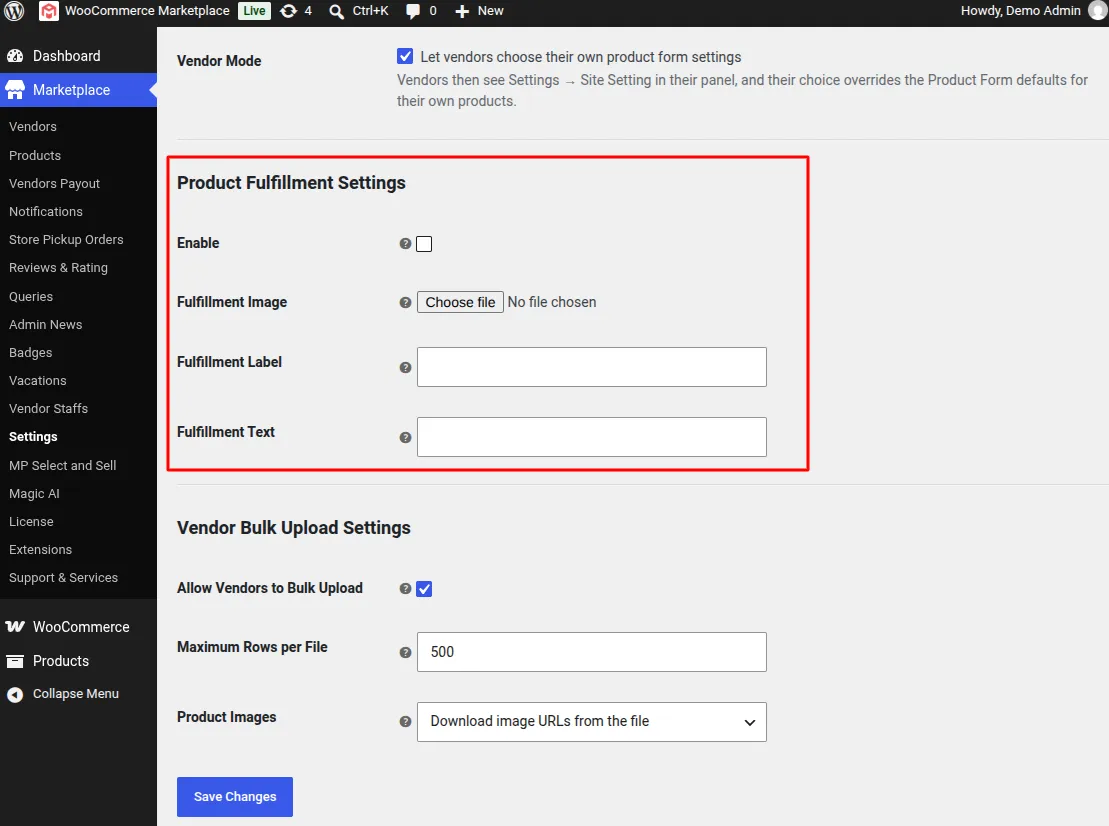 WooCommerce Marketplace Live 4 Ctrl+K 0 New Howdy, Demo Admin
Dashboard
Marketplace
Vendors
Products
Vendors Payout
Notifications
Store Pickup Orders
Reviews & Rating
Queries
Admin News
Badges
Vacations
Vendor Staffs
Settings
MP Select and Sell
Magic AI
License
Extensions
Support & Services
WooCommerce
Products
Collapse Menu
Vendor Mode
Let vendors choose their own product form settings
Vendors then see Settings → Site Setting in their panel, and their choice overrides the Product Form defaults for
their own products.
Product Fulfillment Settings
Enable
Fulfillment Image
Choose file No file chosen
Fulfillment Label
Fulfillment Text
Vendor Bulk Upload Settings
Allow Vendors to Bulk Upload
Maximum Rows per File
500
Product Images
Download image URLs from the file
Save Changes